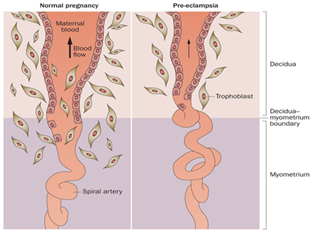 Normal pregnancy
Pre-eclampsia
Maternal
blood
Blood
flow
Decidua
Trophoblast
Decidua–
myometrium
boundary
Spiral artery
Myometrium